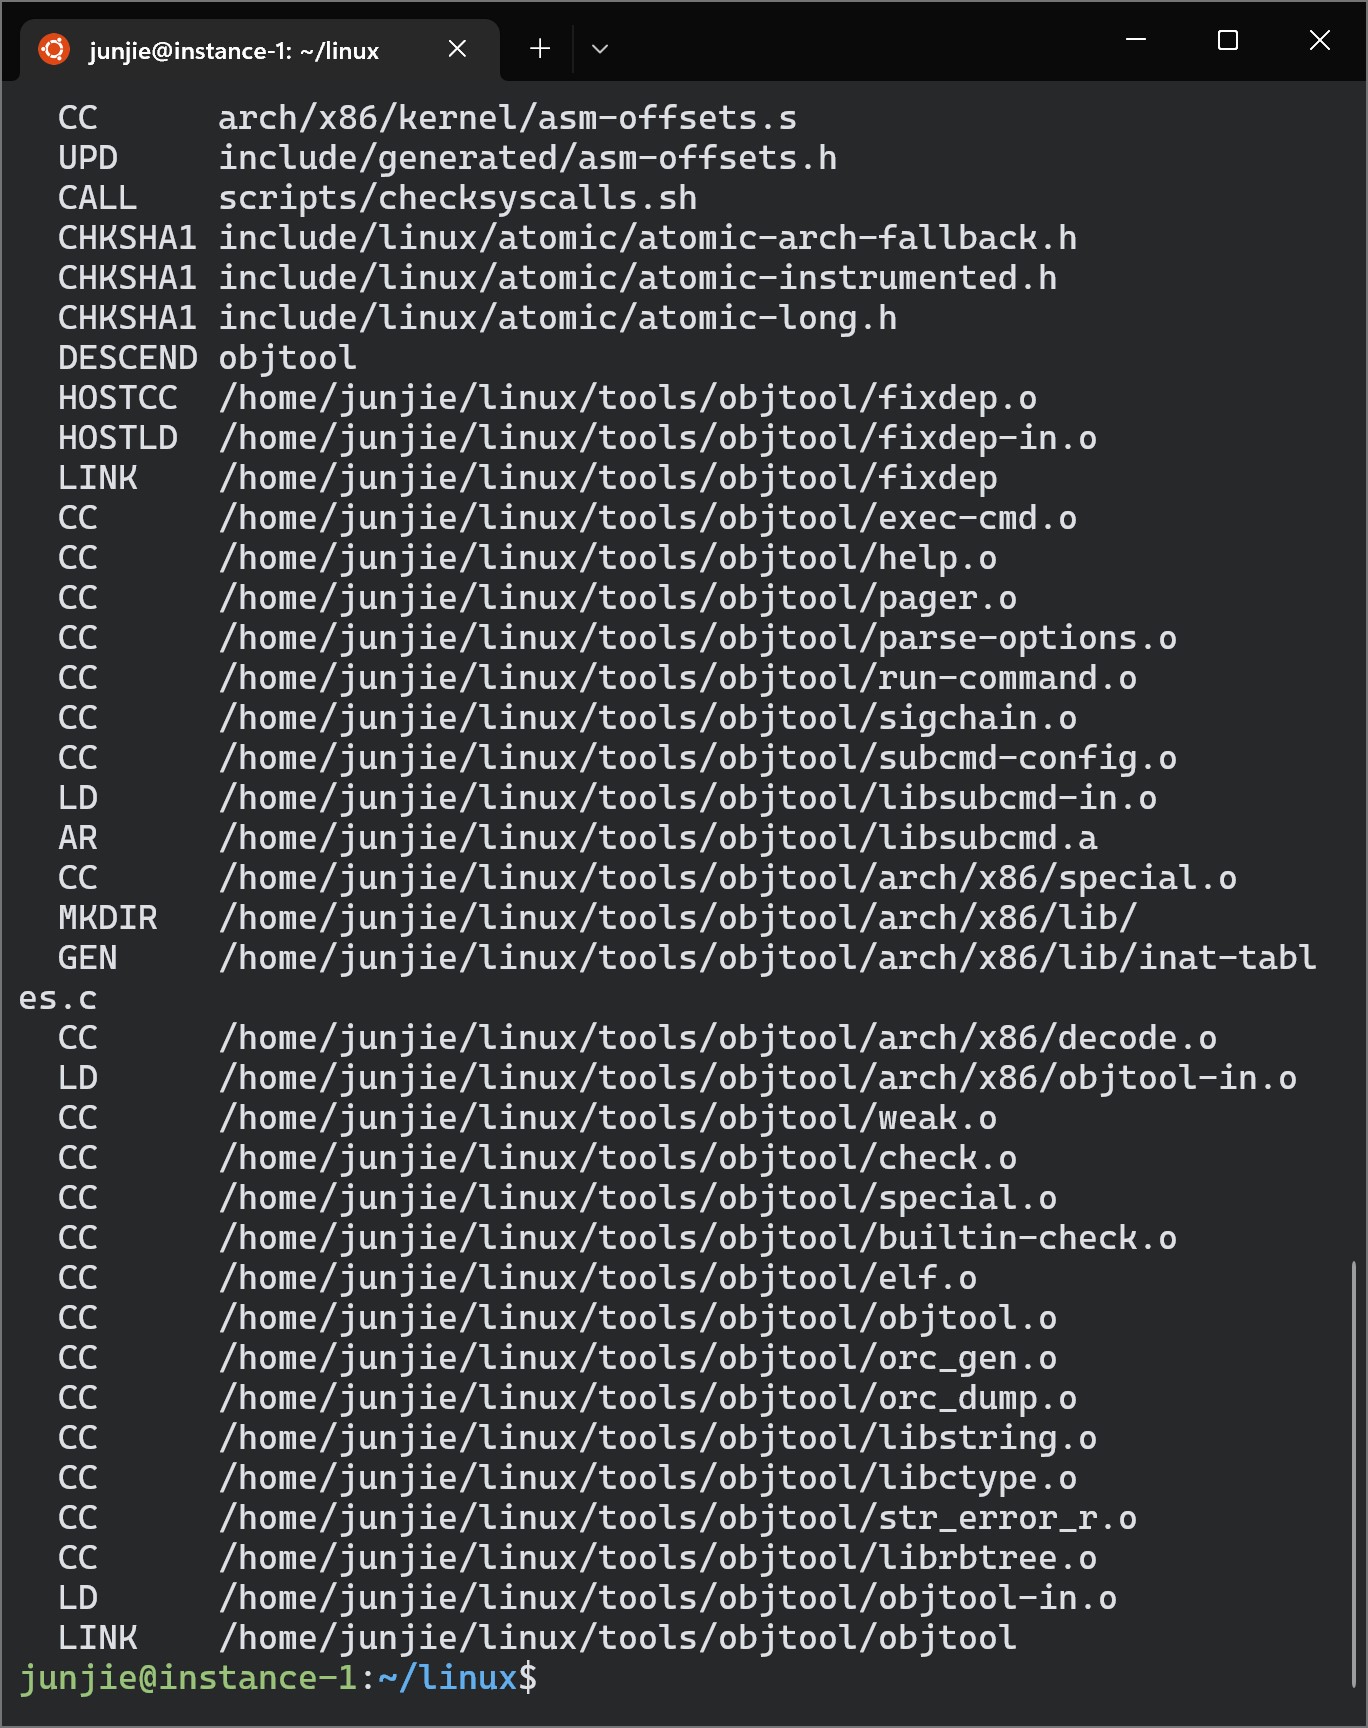 junjie@instance-1: ~/linux
CC arch/x86/kernel/asm-offsets.s
UPD include/generated/asm-offsets.h
CALL scripts/checksyscalls.sh
CHKSHA1 include/linux/atomic/atomic-arch-fallback.h
CHKSHA1 include/linux/atomic/atomic-instrumented.h
CHKSHA1 include/linux/atomic/atomic-long.h
DESCEND objtool
HOSTCC /home/junjie/linux/tools/objtool/fixdep.o
HOSTLD /home/junjie/linux/tools/objtool/fixdep-in.o
LINK /home/junjie/linux/tools/objtool/fixdep
CC /home/junjie/linux/tools/objtool/exec-cmd.o
CC /home/junjie/linux/tools/objtool/help.o
CC /home/junjie/linux/tools/objtool/pager.o
CC /home/junjie/linux/tools/objtool/parse-options.o
CC /home/junjie/linux/tools/objtool/run-command.o
CC /home/junjie/linux/tools/objtool/sigchain.o
CC /home/junjie/linux/tools/objtool/subcmd-config.o
LD /home/junjie/linux/tools/objtool/libsubcmd-in.o
AR /home/junjie/linux/tools/objtool/libsubcmd.a
CC /home/junjie/linux/tools/objtool/arch/x86/special.o
MKDIR /home/junjie/linux/tools/objtool/arch/x86/lib/
GEN /home/junjie/linux/tools/objtool/arch/x86/lib/inat-tabl
es.c
CC /home/junjie/linux/tools/objtool/arch/x86/decode.o
LD /home/junjie/linux/tools/objtool/arch/x86/objtool-in.o
CC /home/junjie/linux/tools/objtool/weak.o
CC /home/junjie/linux/tools/objtool/check.o
CC /home/junjie/linux/tools/objtool/special.o
CC /home/junjie/linux/tools/objtool/builtin-check.o
CC /home/junjie/linux/tools/objtool/elf.o
CC /home/junjie/linux/tools/objtool/objtool.o
CC /home/junjie/linux/tools/objtool/orc_gen.o
CC /home/junjie/linux/tools/objtool/orc_dump.o
CC /home/junjie/linux/tools/objtool/libstring.o
CC /home/junjie/linux/tools/objtool/libctype.o
CC /home/junjie/linux/tools/objtool/str_error_r.o
CC /home/junjie/linux/tools/objtool/librbtree.o
LD /home/junjie/linux/tools/objtool/objtool-in.o
LINK /home/junjie/linux/tools/objtool/objtool
junjie@instance-1:~/linux$